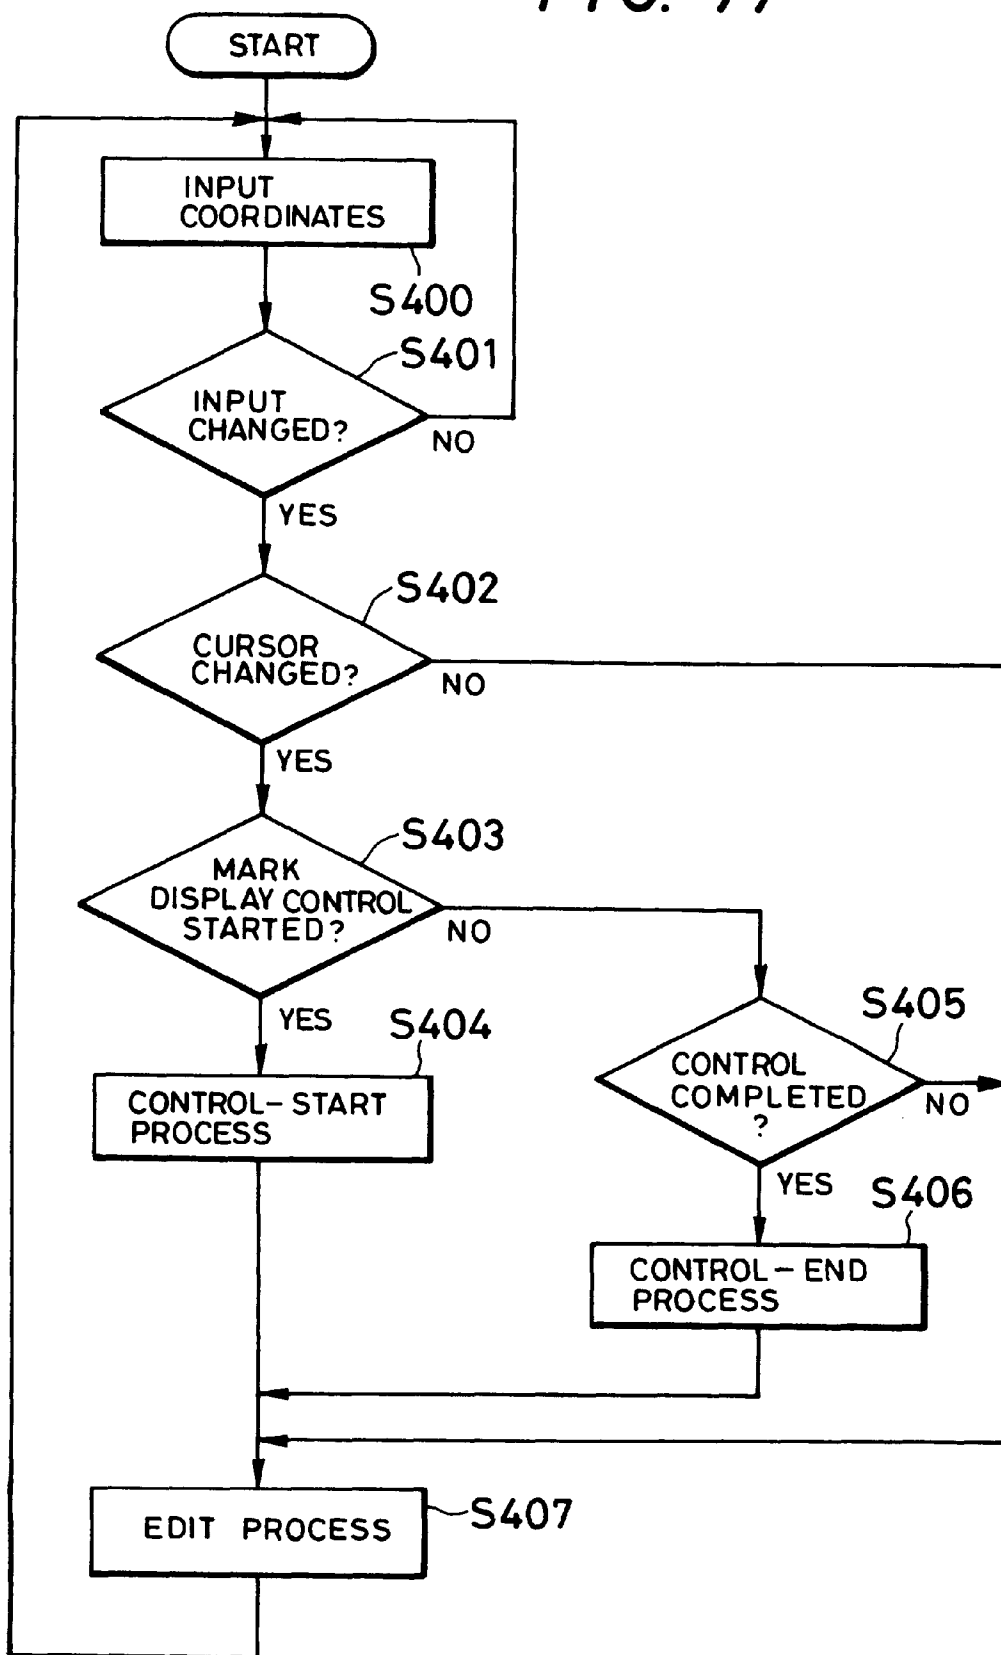 START
INPUT
COORDINATES
S400
S401
INPUT
CHANGED?
NO
YES
S402
CURSOR
CHANGED?
NO
YES
S403
MARK
DISPLAY CONTROL
STARTED?
NO
YES
S404
CONTROL-START
PROCESS
S405
CONTROL
COMPLETED
?
NO
YES
S406
CONTROL-END
PROCESS
EDIT PROCESS
S407